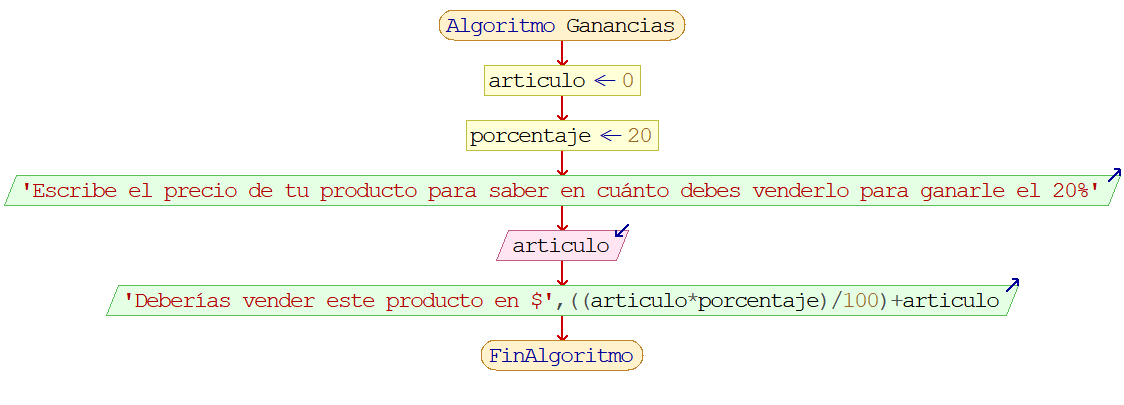 Algoritmo Ganancias
articulo ← 0
porcentaje ← 20
'Escribe el precio de tu producto para saber en cuánto debes venderlo para ganarle el 20%'
articulo
'Deberías vender este producto en $',((articulo*porcentaje)/100)+articulo
FinAlgoritmo